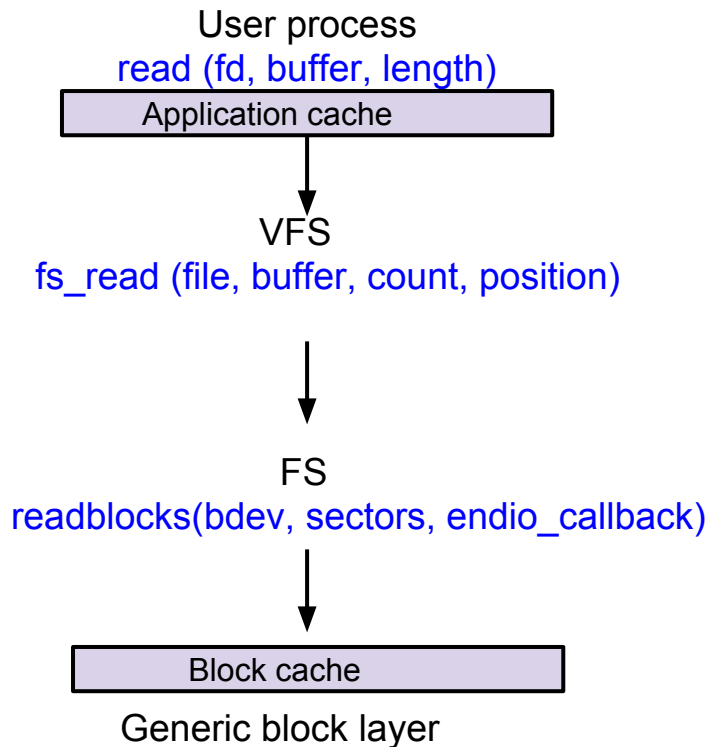 User process
read (fd, buffer, length)
Application cache
VFS
fs_read (file, buffer, count, position)
FS
readblocks(bdev, sectors, endio_callback)
Block cache
Generic block layer